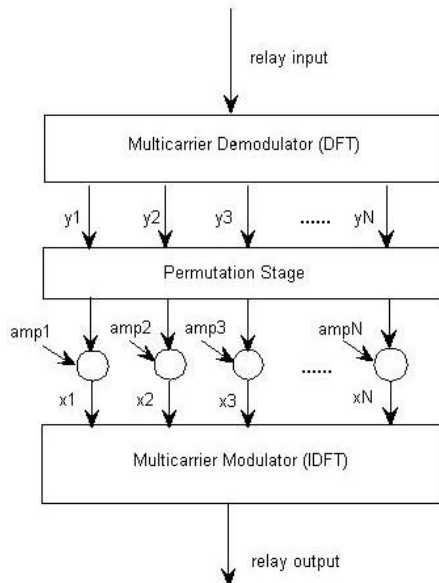 relay input
Multicarrier Demodulator (DFT)
y1 y2 y3 ...... yN
Permutation Stage
amp1 amp2 amp3 ampN
......
x1 x2 x3 xN
Multicarrier Modulator (IDFT)
relay output